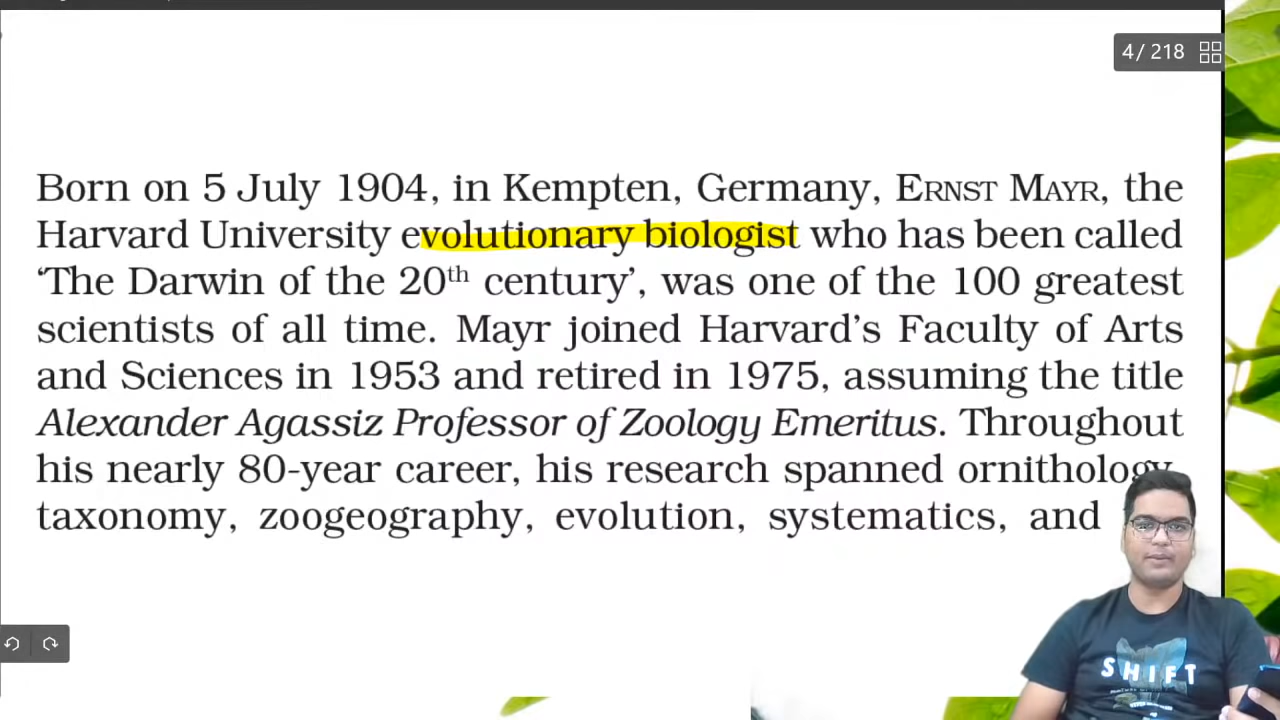 4/ 218
Born on 5 July 1904, in Kempten, Germany, ERNST MAYR, the
Harvard University evolutionary biologist who has been called
‘The Darwin of the 20th century’, was one of the 100 greatest
scientists of all time. Mayr joined Harvard’s Faculty of Arts
and Sciences in 1953 and retired in 1975, assuming the title
Alexander Agassiz Professor of Zoology Emeritus. Throughout
his nearly 80-year career, his research spanned ornithology,
taxonomy, zoogeography, evolution, systematics, and
SHIFT